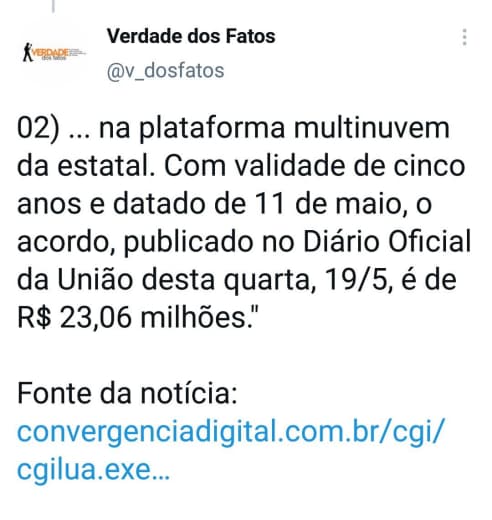 VERDADE
dos fatos
Verdade dos Fatos
@v_dosfatos
02) ... na plataforma multinuvem
da estatal. Com validade de cinco
anos e datado de 11 de maio, o
acordo, publicado no Diário Oficial
da União desta quarta, 19/5, é de
R$ 23,06 milhões."
Fonte da notícia:
convergenciadigital.com.br/cgi/
cgilua.exe...